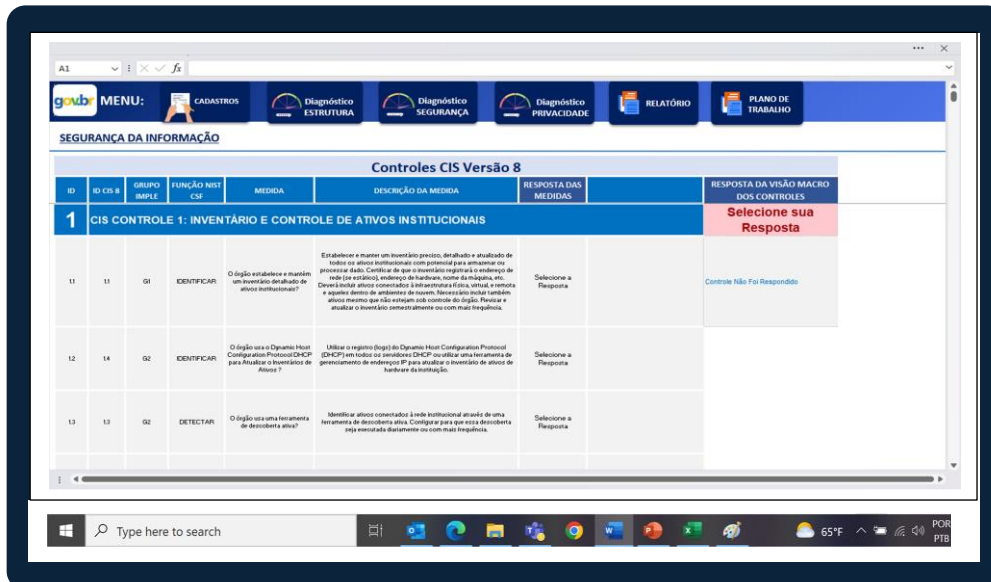 A1
fx
gov.br MENU:
CADASTROS
Diagnóstico
ESTRUTURA
Diagnóstico
SEGURANÇA
Diagnóstico
PRIVACIDADE
RELATÓRIO
PLANO DE
TRABALHO
SEGURANÇA DA INFORMAÇÃO
Controles CIS Versão 8
ID
ID CIS 8
GRUPO
IMPLE
FUNÇÃO NIST
CSF
MEDIDA
DESCRIÇÃO DA MEDIDA
RESPOSTA DAS
MEDIDAS
RESPOSTA DA VISÃO MACRO
DOS CONTROLES
1
CIS CONTROLE 1: INVENTÁRIO E CONTROLE DE ATIVOS INSTITUCIONAIS
Selecione sua
Resposta
1.1
1.1
G1
IDENTIFICAR
O órgão estabelece e mantém
um inventário detalhado de
ativos institucionais?
Estabelecer e manter um inventário preciso, detalhado e atualizado de
todos os ativos institucionais com potencial para armazenar ou
processar dado. Certificar de que o inventário registrará o endereço de
rede (se estático), endereço de hardware, nome da máquina, etc.
Deverá incluir ativos conectados à infraestrutura física, virtual, e remota
e aqueles dentro de ambientes de nuvem. Necessário incluir também
ativos mesmo que não estejam sob controle do órgão. Revisar e
atualizar o inventário semestralmente ou com mais frequência.
Selecione a
Resposta
Controle Não Foi Respondido
1.2
1.4
G2
IDENTIFICAR
O órgão usa o Dynamic Host
Configuration Protocol DHCP
para Atualizar o Inventários de
Ativos ?
Utilizar o registro (logs) do Dynamic Host Configuration Protocol
(DHCP) em todos os servidores DHCP ou utilizar uma ferramenta de
gerenciamento de endereços IP para atualizar o inventário de ativos de
hardware da instituição.
Selecione a
Resposta
1.3
1.3
G2
DETECTAR
O órgão usa uma ferramenta
de descoberta ativa?
Identificar ativos conectados à rede institucional através de uma
ferramenta de descoberta ativa. Configurar para que essa descoberta
seja executada diariamente ou com mais frequência.
Selecione a
Resposta
Type here to search
65°F
POR
PTB